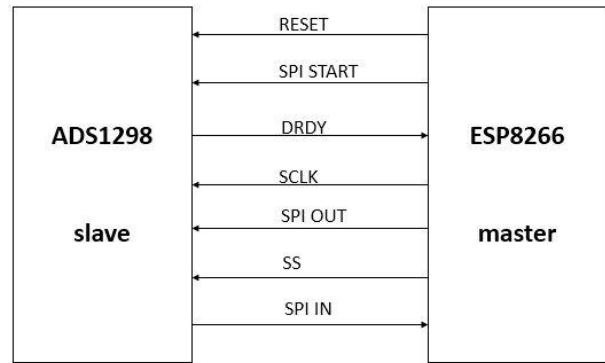 RESET
SPI START
DRDY
ADS1298
ESP8266
SCLK
SPI OUT
slave
master
SS
SPI IN